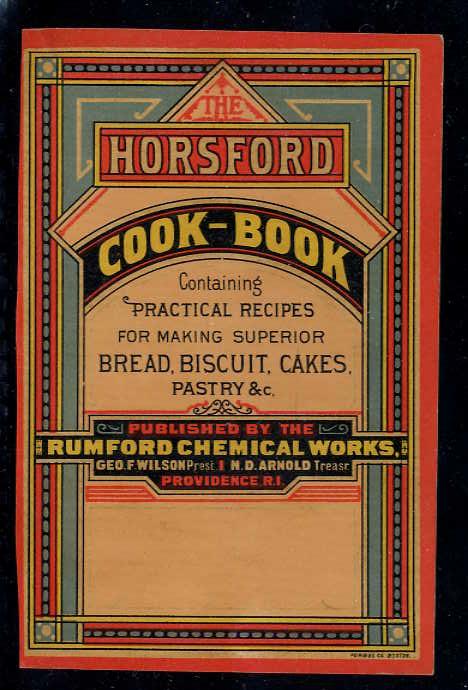 THE
HORSFORD
COOK-BOOK
Containing
PRACTICAL RECIPES
FOR MAKING SUPERIOR
BREAD, BISCUIT, CAKES,
PASTRY &c.
PUBLISHED BY THE
RUMFORD CHEMICAL WORKS,
GEO. F. WILSON Prest. N. D. ARNOLD Treasr.
PROVIDENCE, R.I.
BOSTON.